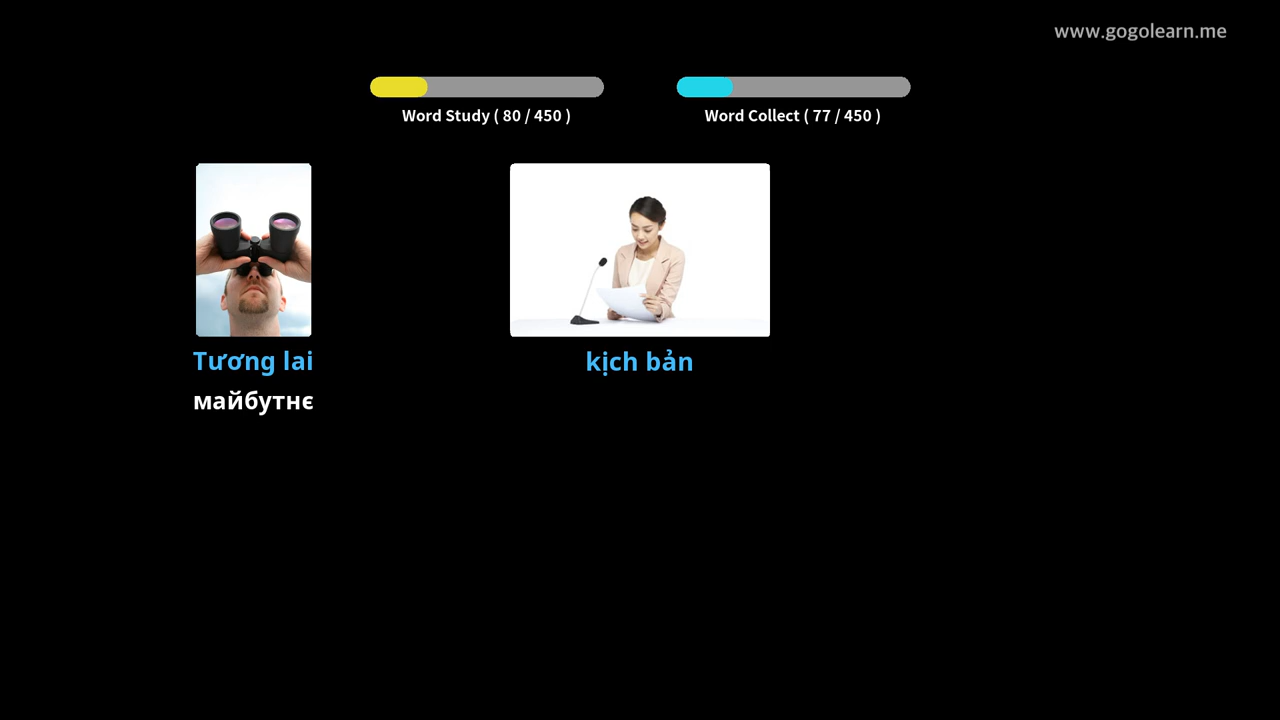 www.gogolearn.me
Word Study ( 80 / 450 )
Word Collect ( 77 / 450 )
Tương lai
майбутнє
kịch bản